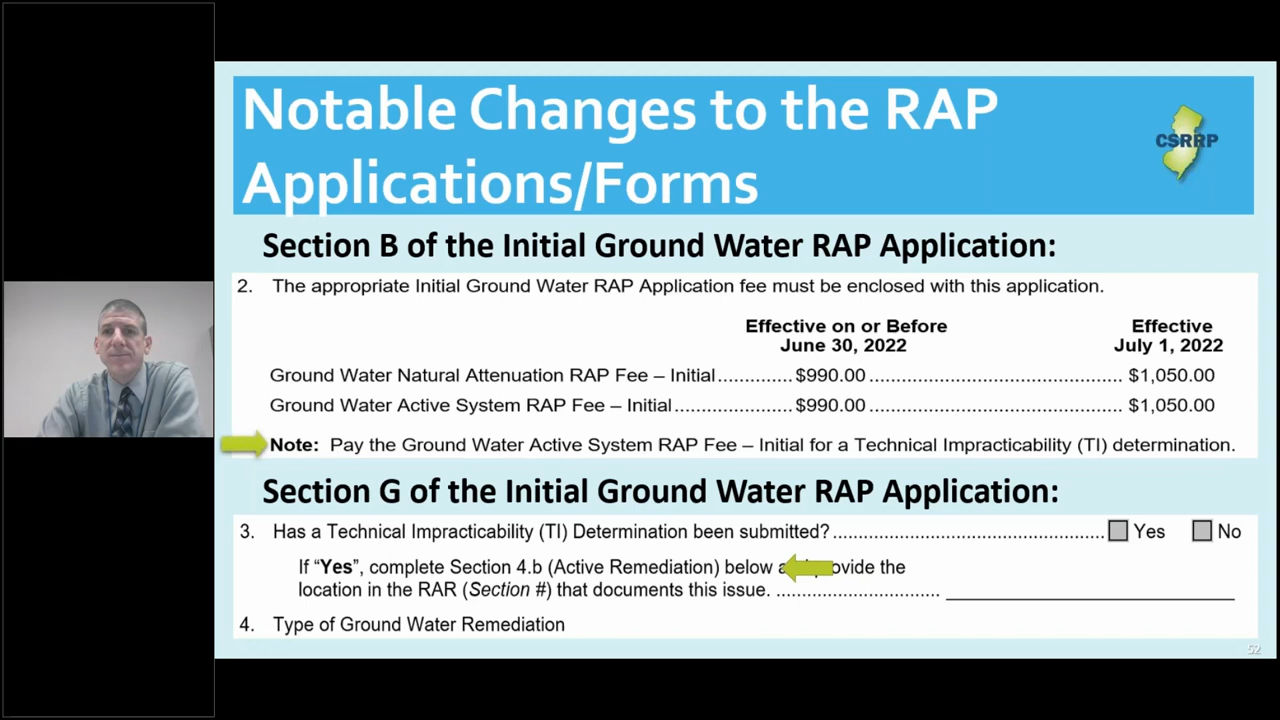 Notable Changes to the RAP
Applications/Forms
CSRRP
Section B of the Initial Ground Water RAP Application:
2. The appropriate Initial Ground Water RAP Application fee must be enclosed with this application.
Effective on or Before Effective
June 30, 2022 July 1, 2022
Ground Water Natural Attenuation RAP Fee – Initial.............$990.00............................................... $1,050.00
Ground Water Active System RAP Fee – Initial....................$990.00............................................... $1,050.00
Note: Pay the Ground Water Active System RAP Fee – Initial for a Technical Impracticability (TI) determination.
Section G of the Initial Ground Water RAP Application:
3. Has a Technical Impracticability (TI) Determination been submitted?.................................................. Yes No
If “Yes”, complete Section 4.b (Active Remediation) below the
location in the RAR (Section #) that documents this issue. ..............................
4. Type of Ground Water Remediation
52